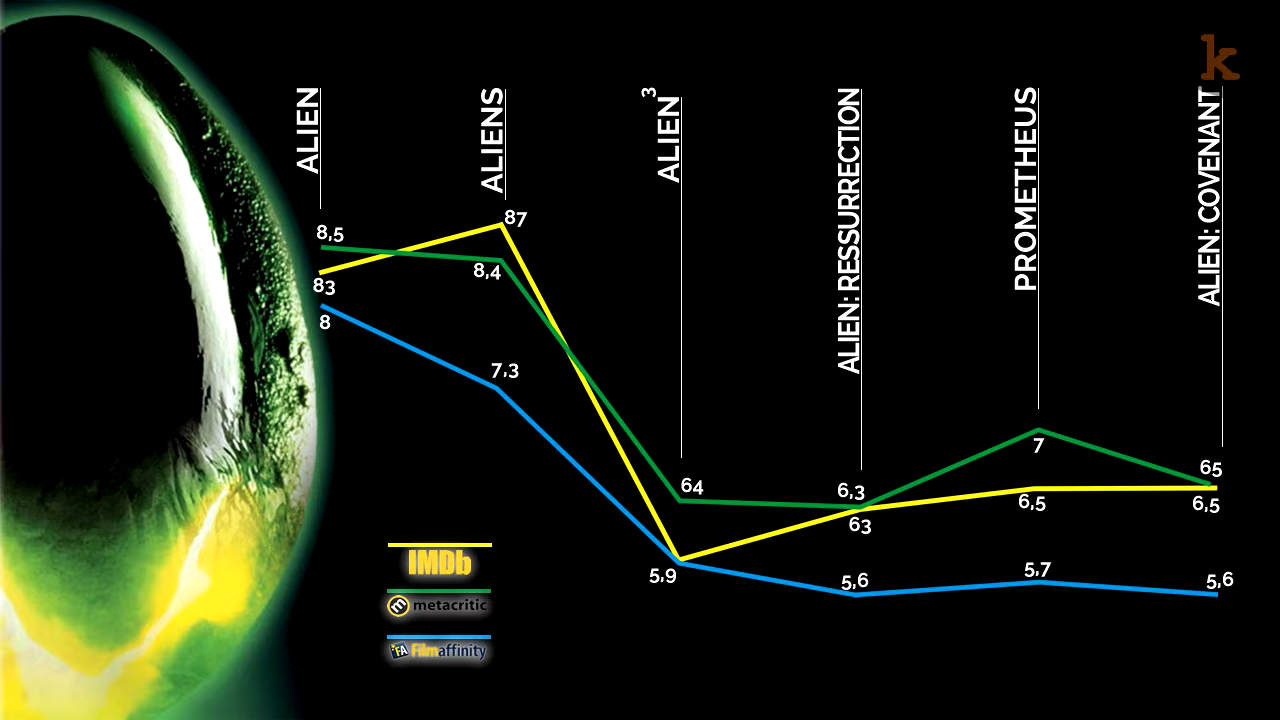 k
ALIEN
ALIENS
ALIEN³
ALIEN: RESSURRECTION
PROMETHEUS
ALIEN: COVENANT
8,5
83
8
87
8,4
7,3
64
5,9
6,3
63
5,6
7
6,5
5,7
65
6,5
5,6
IMDb
m metacritic
FA Filmaffinity